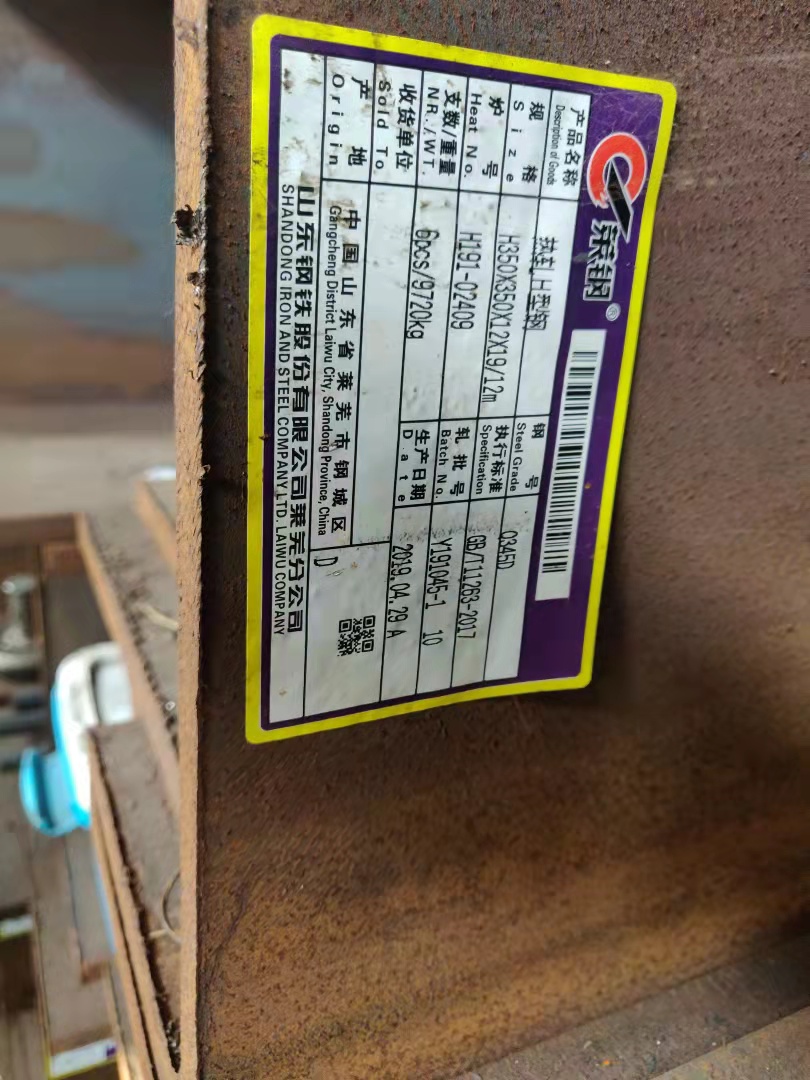 莱钢®
产品名称 热轧H型钢
Description of Goods
规格 H350X350X12X19/12m 钢号 Q345D
Size Steel Grade
炉号 H191-02409 执行标准 GB/T11263-2017
Heat No. Specification
支数/重量 6pcs/9720kg 轧批号 Y191045-1 10
NR./WT. Batch No.
收货单位 生产日期 2019.04.29 A
Sold To. Date
产地 中国山东省莱芜市钢城区 D
Origin Gangcheng District Laiwu City, Shandong Province, China
山东钢铁股份有限公司莱芜分公司
SHANDONG IRON AND STEEL COMPANY LTD. LAIWU COMPANY